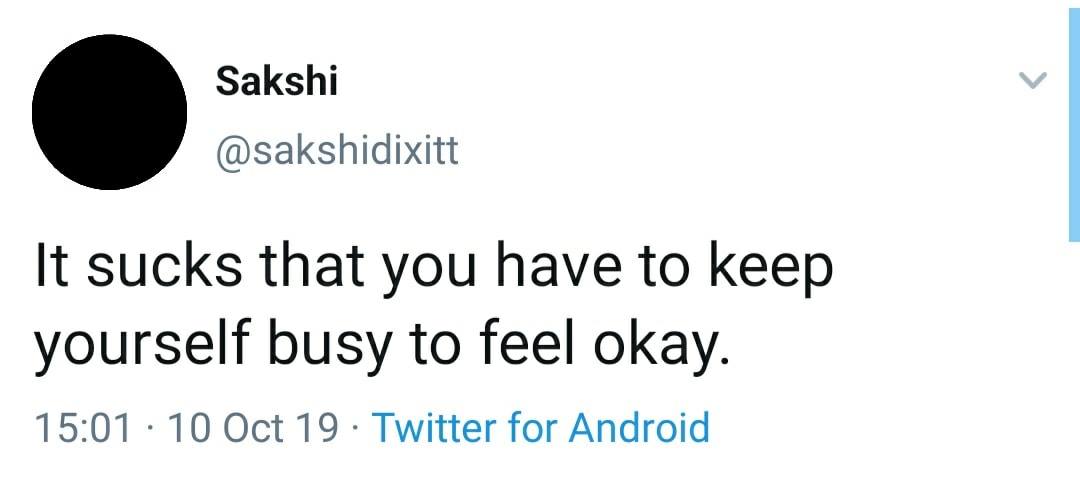 Sakshi
@sakshidixitt
It sucks that you have to keep
yourself busy to feel okay.
15:01 · 10 Oct 19 · Twitter for Android